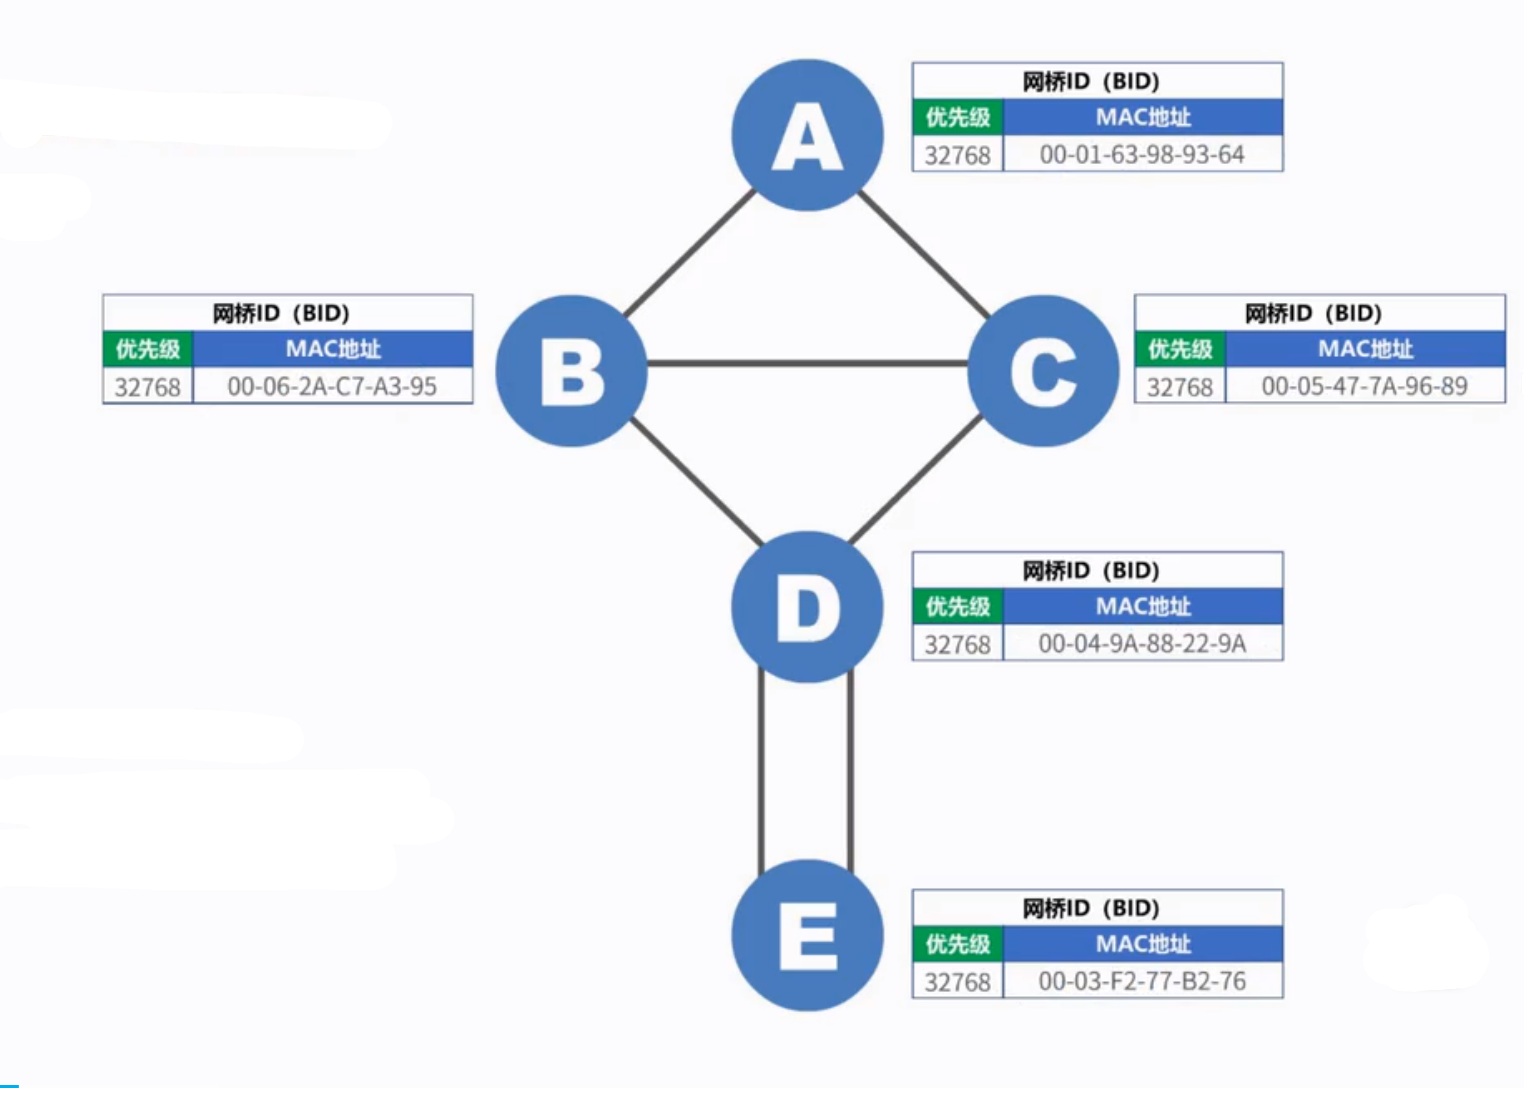 A
网桥ID（BID)
优先级 MAC地址
32768 00-01-63-98-93-64
网桥ID（BID)
优先级 MAC地址
32768 00-06-2A-C7-A3-95
B
C
网桥ID（BID)
优先级 MAC地址
32768 00-05-47-7A-96-89
D
网桥ID（BID)
优先级 MAC地址
32768 00-04-9A-88-22-9A
E
网桥ID（BID)
优先级 MAC地址
32768 00-03-F2-77-B2-76